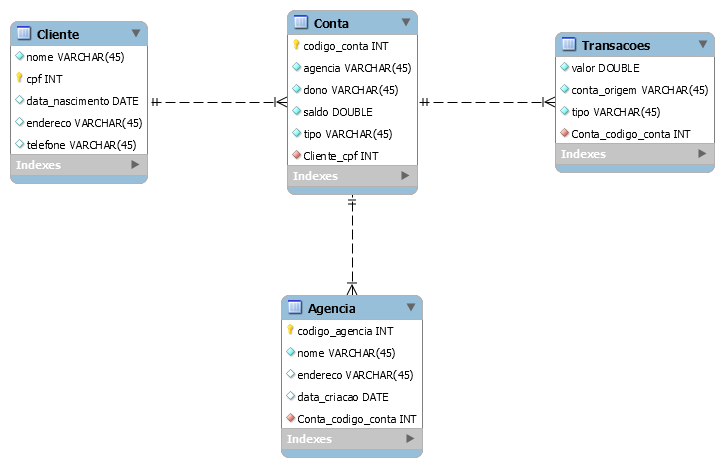 Cliente
nome VARCHAR(45)
cpf INT
data_nascimento DATE
endereco VARCHAR(45)
telefone VARCHAR(45)
Indexes
Conta
codigo_conta INT
agencia VARCHAR(45)
dono VARCHAR(45)
saldo DOUBLE
tipo VARCHAR(45)
Cliente_cpf INT
Indexes
Transacoes
valor DOUBLE
conta_origem VARCHAR(45)
tipo VARCHAR(45)
Conta_codigo_conta INT
Indexes
Agencia
codigo_agencia INT
nome VARCHAR(45)
endereco VARCHAR(45)
data_criacao DATE
Conta_codigo_conta INT
Indexes